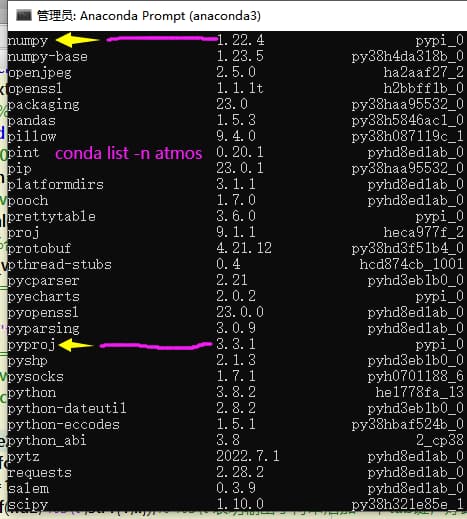 管理员: Anaconda Prompt (anaconda3)
numpy 1.22.4 pypi_0
numpy-base 1.23.5 py38h4da318b_0
openjpeg 2.5.0 ha2aaf27_2
openssl 1.1.1t h2bbff1b_0
packaging 23.0 py38haa95532_0
pandas 1.5.3 py38h5846ac1_0
pillow 9.4.0 py38h087119c_1
pint 0.20.1 pyhd8ed1ab_0
conda list -n atmos
pip 23.0.1 py38haa95532_0
platformdirs 3.1.1 pyhd8ed1ab_0
pooch 1.7.0 pyhd8ed1ab_0
prettytable 3.6.0 pypi_0
proj 9.1.1 heca977f_2
protobuf 4.21.12 py38hd3f51b4_0
pthread-stubs 0.4 hcd874cb_1001
pycparser 2.21 pyhd3eb1b0_0
pyecharts 2.0.2 pypi_0
pyopenssl 23.0.0 pyhd8ed1ab_0
pyparsing 3.0.9 pyhd8ed1ab_0
pyproj 3.3.1 pypi_0
pyshp 2.1.3 pyhd3eb1b0_0
pysocks 1.7.1 pyh0701188_6
python 3.8.2 he1778fa_13
python-dateutil 2.8.2 pyhd3eb1b0_0
python-eccodes 1.5.1 py38hbaf524b_0
python_abi 3.8 2_cp38
pytz 2022.7.1 pyhd8ed1ab_0
requests 2.28.2 pyhd8ed1ab_0
salem 0.3.9 pyhd8ed1ab_0
scipy 1.10.0 py38h321e85e_1